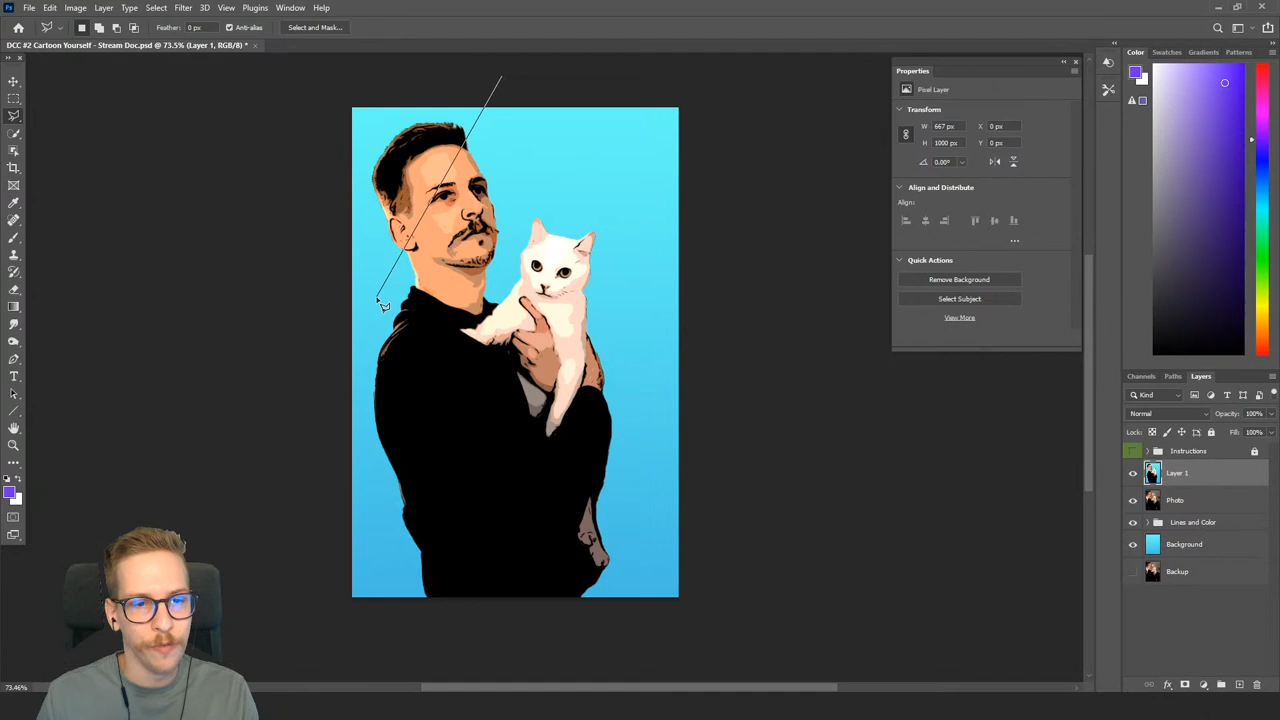 Ps File Edit Image Layer Type Select Filter 3D View Plugins Window Help
Feather: 0 px Anti-alias Select and Mask...
DCC #2 Cartoon Yourself - Stream Doc.psd @ 73.5% (Layer 1, RGB/8) *
Color Swatches Gradients Patterns
Properties
Pixel Layer
Transform
W 667 px X 0 px
H 1000 px Y 0 px
0.00°
Align and Distribute
Align:
Quick Actions
Remove Background
Select Subject
View More
Channels Paths Layers
Kind
Normal Opacity: 100%
Lock: Fill: 100%
Instructions
Layer 1
Photo
Lines and Color
Background
Backup
73.46%